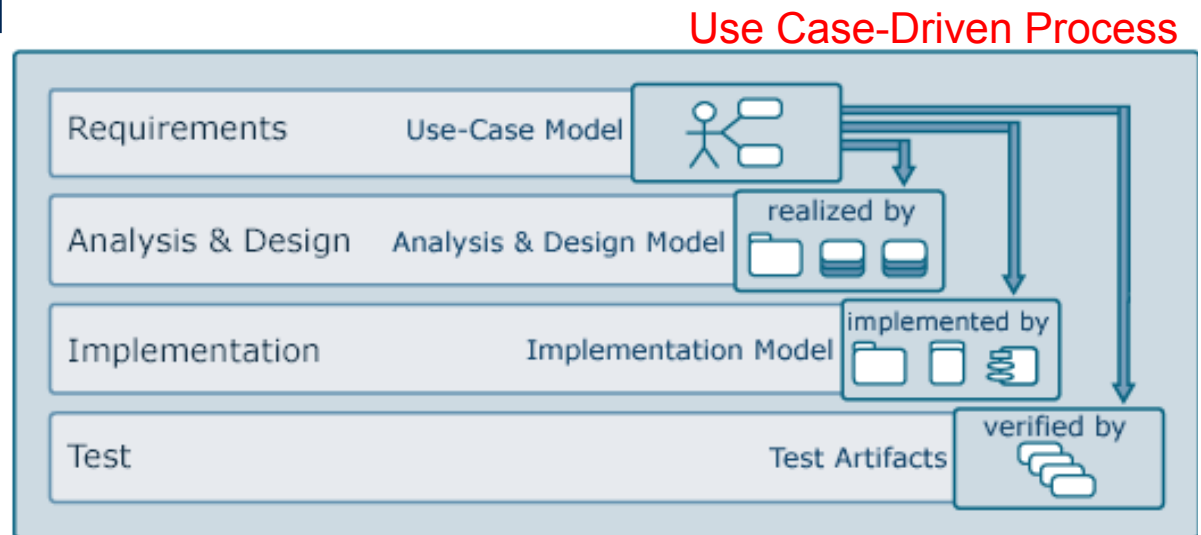 Use Case-Driven Process
Requirements
Use-Case Model
Analysis & Design
Analysis & Design Model
realized by
Implementation
Implementation Model
implemented by
Test
Test Artifacts
verified by